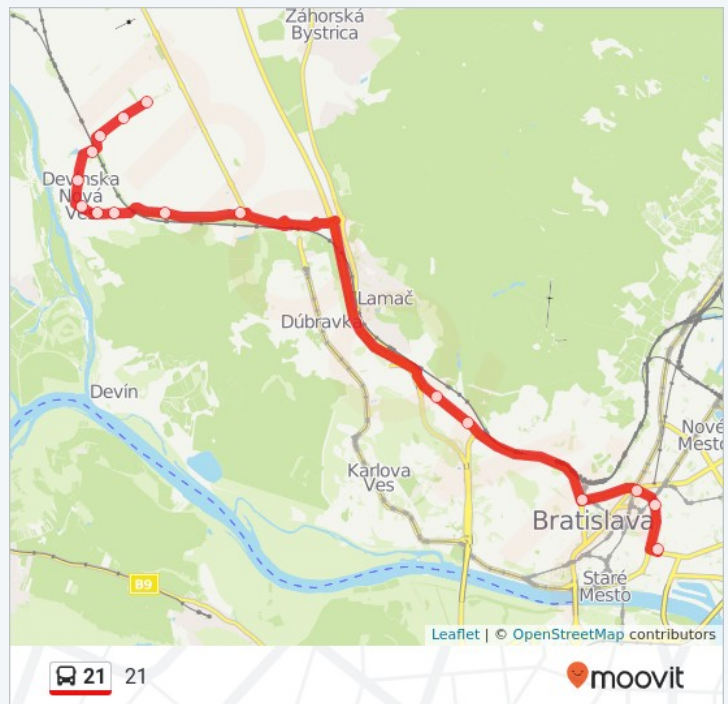 Záhorská
Bystrica
Devínska
Nová
Ves
Lamač
Dúbravka
Devín
Nové
Mesto
Karlova
Ves
Bratislava
Staré
Mesto
B9
Leaflet | © OpenStreetMap contributors
21 21
moovit